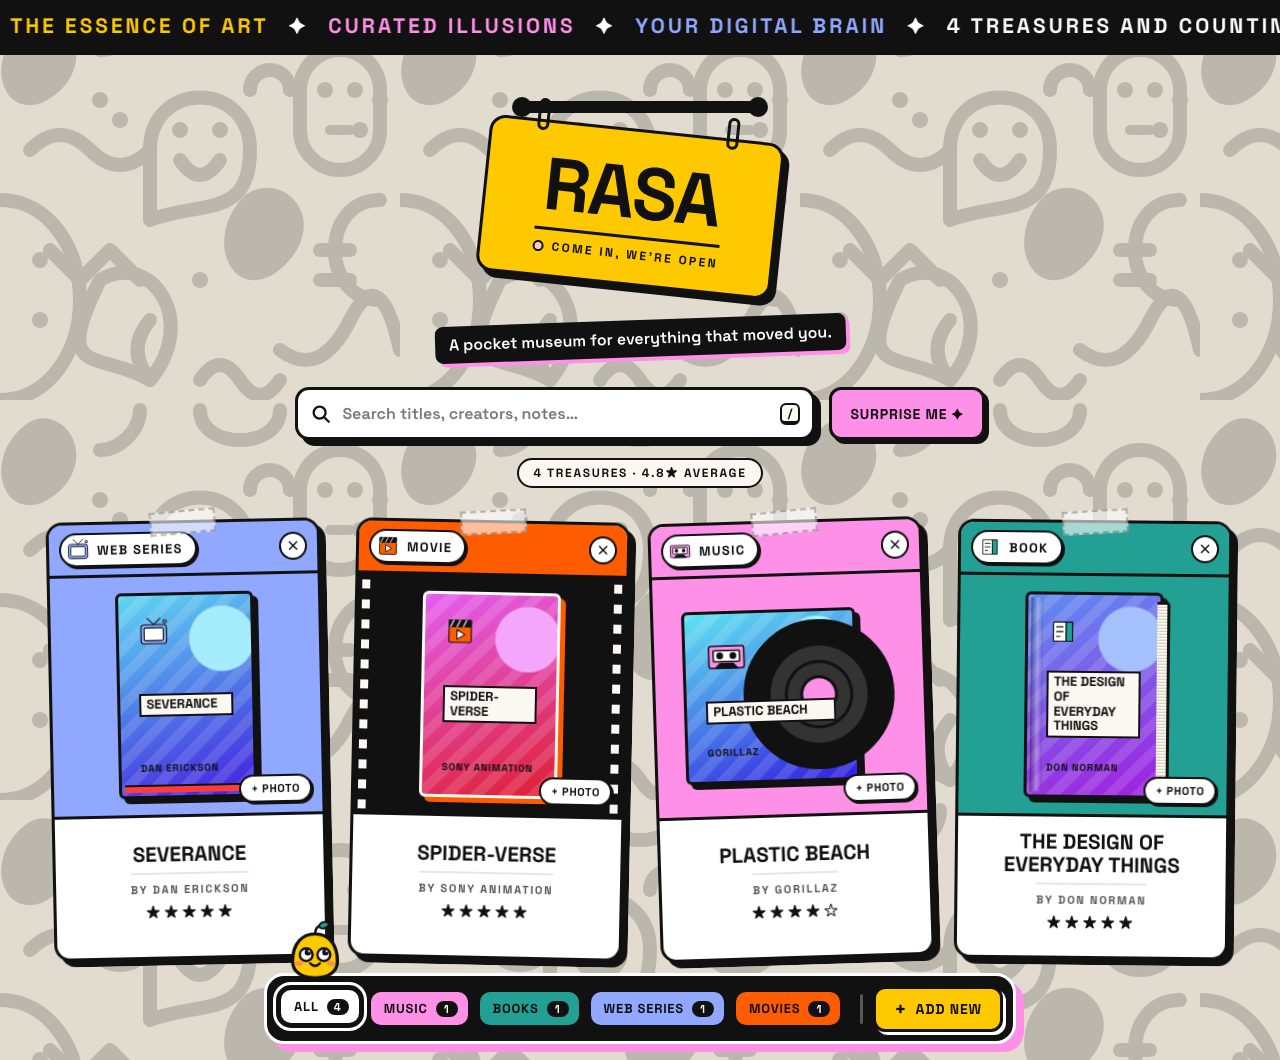 THE ESSENCE OF ART ✦ CURATED ILLUSIONS ✦ YOUR DIGITAL BRAIN ✦ 4 TREASURES AND COUNTIN
RASA
COME IN, WE'RE OPEN
A pocket museum for everything that moved you.
Search titles, creators, notes...
/
SURPRISE ME ✦
4 TREASURES · 4.8★ AVERAGE
WEB SERIES
SEVERANCE
DAN ERICKSON
+ PHOTO
SEVERANCE
BY DAN ERICKSON
★★★★★
MOVIE
SPIDER-
VERSE
SONY ANIMATION
+ PHOTO
SPIDER-VERSE
BY SONY ANIMATION
★★★★★
MUSIC
PLASTIC BEACH
GORILLAZ
+ PHOTO
PLASTIC BEACH
BY GORILLAZ
★★★★☆
BOOK
THE DESIGN
OF
EVERYDAY
THINGS
DON NORMAN
+ PHOTO
THE DESIGN OF
EVERYDAY THINGS
BY DON NORMAN
★★★★★
ALL 4
MUSIC 1
BOOKS 1
WEB SERIES 1
MOVIES 1
+ ADD NEW